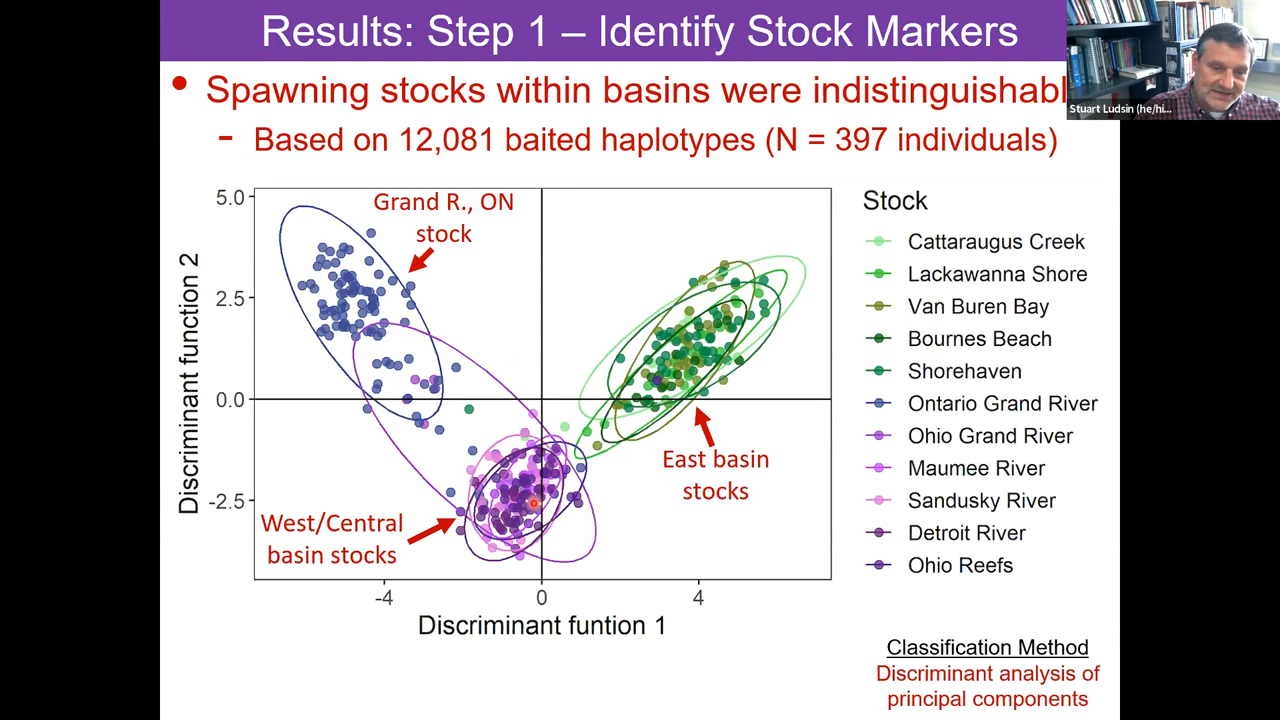 Results: Step 1 – Identify Stock Markers
Stuart Ludsin (he/hi...
• Spawning stocks within basins were indistinguishabl
- Based on 12,081 baited haplotypes (N = 397 individuals)
Grand R., ON
stock
5.0
2.5
0.0
-2.5
Discriminant function 2
East basin
stocks
West/Central
basin stocks
-4
0
4
Discriminant funtion 1
Stock
Cattaraugus Creek
Lackawanna Shore
Van Buren Bay
Bournes Beach
Shorehaven
Ontario Grand River
Ohio Grand River
Maumee River
Sandusky River
Detroit River
Ohio Reefs
Classification Method
Discriminant analysis of
principal components